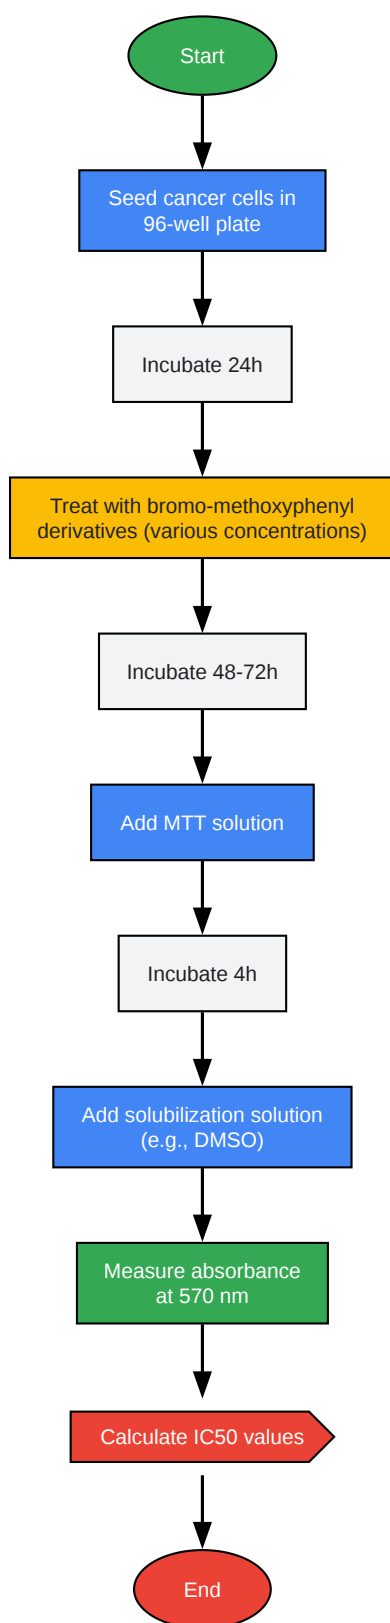 Start
Seed cancer cells in
96-well plate
Incubate 24h
Treat with bromo-methoxyphenyl
derivatives (various concentrations)
Incubate 48-72h
Add MTT solution
Incubate 4h
Add solubilization solution
(e.g., DMSO)
Measure absorbance
at 570 nm
Calculate IC50 values
End